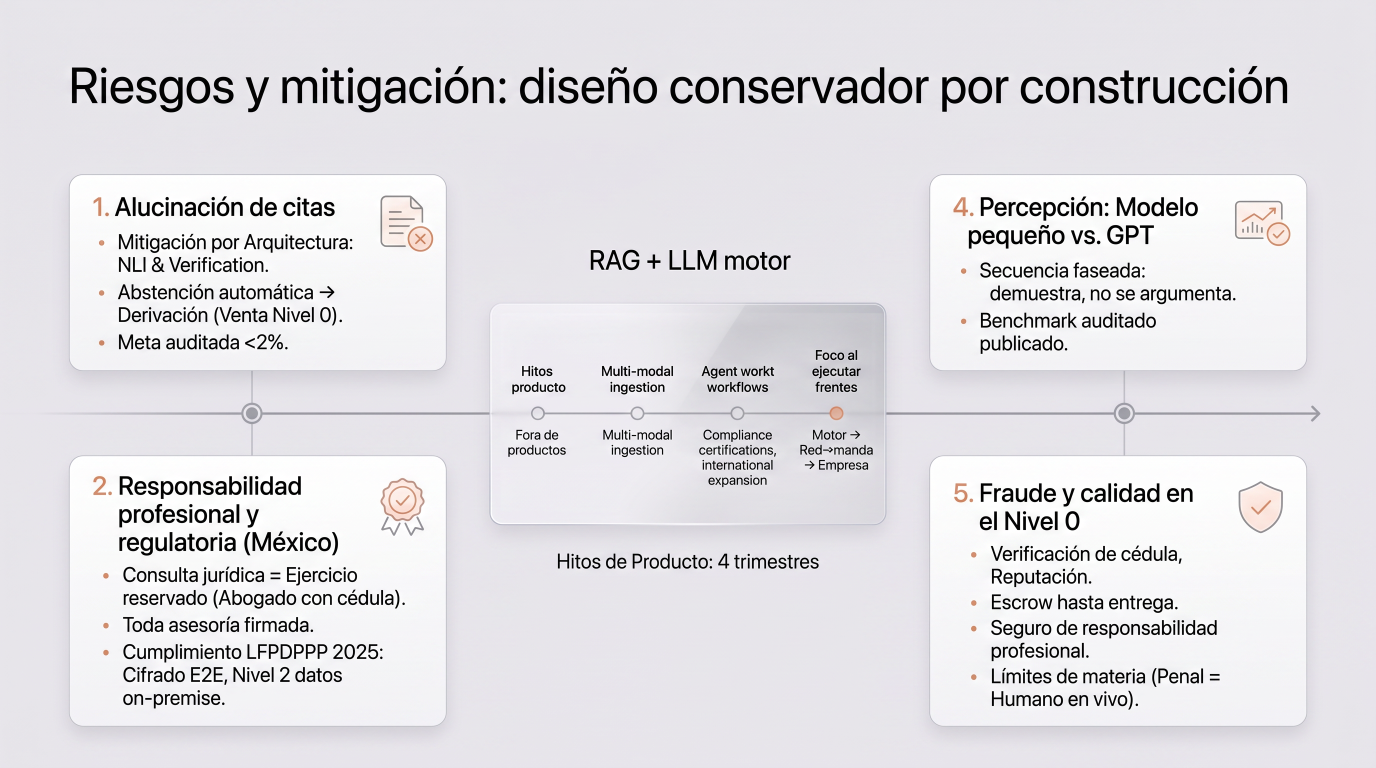 Riesgos y mitigación: diseño conservador por construcción
1. Alucinación de citas
• Mitigación por Arquitectura:
NLI & Verification.
• Abstención automática →
Derivación (Venta Nivel 0).
• Meta auditada <2%.
2. Responsabilidad
profesional y
regulatoria (México)
• Consulta jurídica = Ejercicio
reservado (Abogado con cédula).
• Toda asesoría firmada.
• Cumplimiento LFPDPPP 2025:
Cifrado E2E, Nivel 2 datos
on-premise.
RAG + LLM motor
Hitos
producto
Fora de
productos
Multi-modal
ingestion
Multi-modal
ingestion
Agent workt
workflows
Compliance
certifications,
international
expansion
Foco al
ejecutar
frentes
Motor →
Red→manda
→ Empresa
Hitos de Producto: 4 trimestres
4. Percepción: Modelo
pequeño vs. GPT
• Secuencia faseada:
demuestra, no se argumenta.
• Benchmark auditado
publicado.
5. Fraude y calidad en
el Nivel 0
• Verificación de cédula,
Reputación.
• Escrow hasta entrega.
• Seguro de responsabilidad
profesional.
• Límites de materia (Penal =
Humano en vivo).